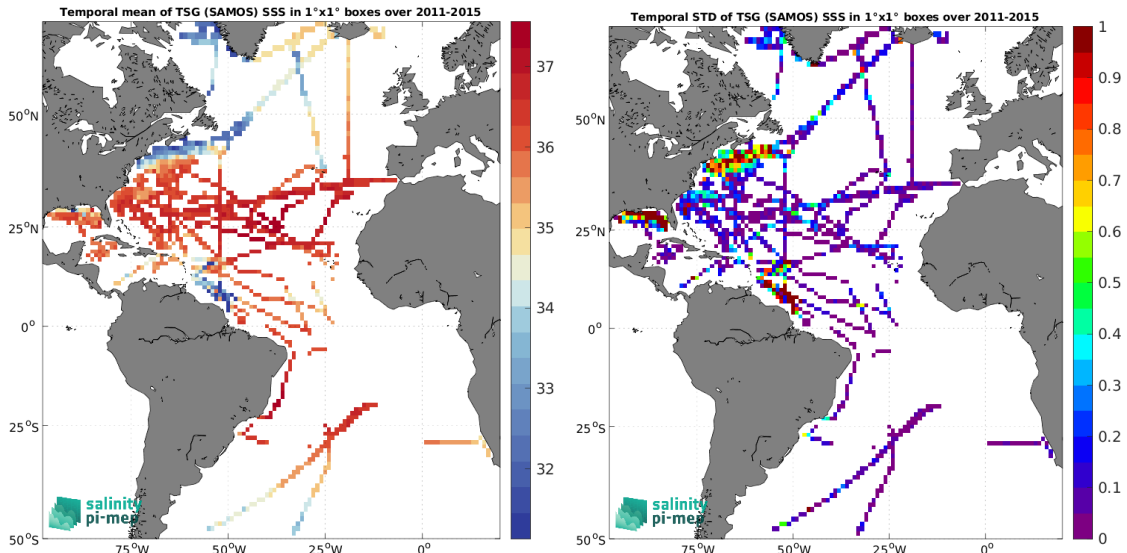 Temporal mean of TSG (SAMOS) SSS in 1°x1° boxes over 2011-2015
50°N
25°N
0°
25°S
50°S
75°W
50°W
25°W
0°
37
36
35
34
33
32
salinity
pi-mep
Temporal STD of TSG (SAMOS) SSS in 1°x1° boxes over 2011-2015
50°N
25°N
0°
25°S
50°S
75°W
50°W
25°W
0°
1
0.9
0.8
0.7
0.6
0.5
0.4
0.3
0.2
0.1
0
salinity
pi-mep